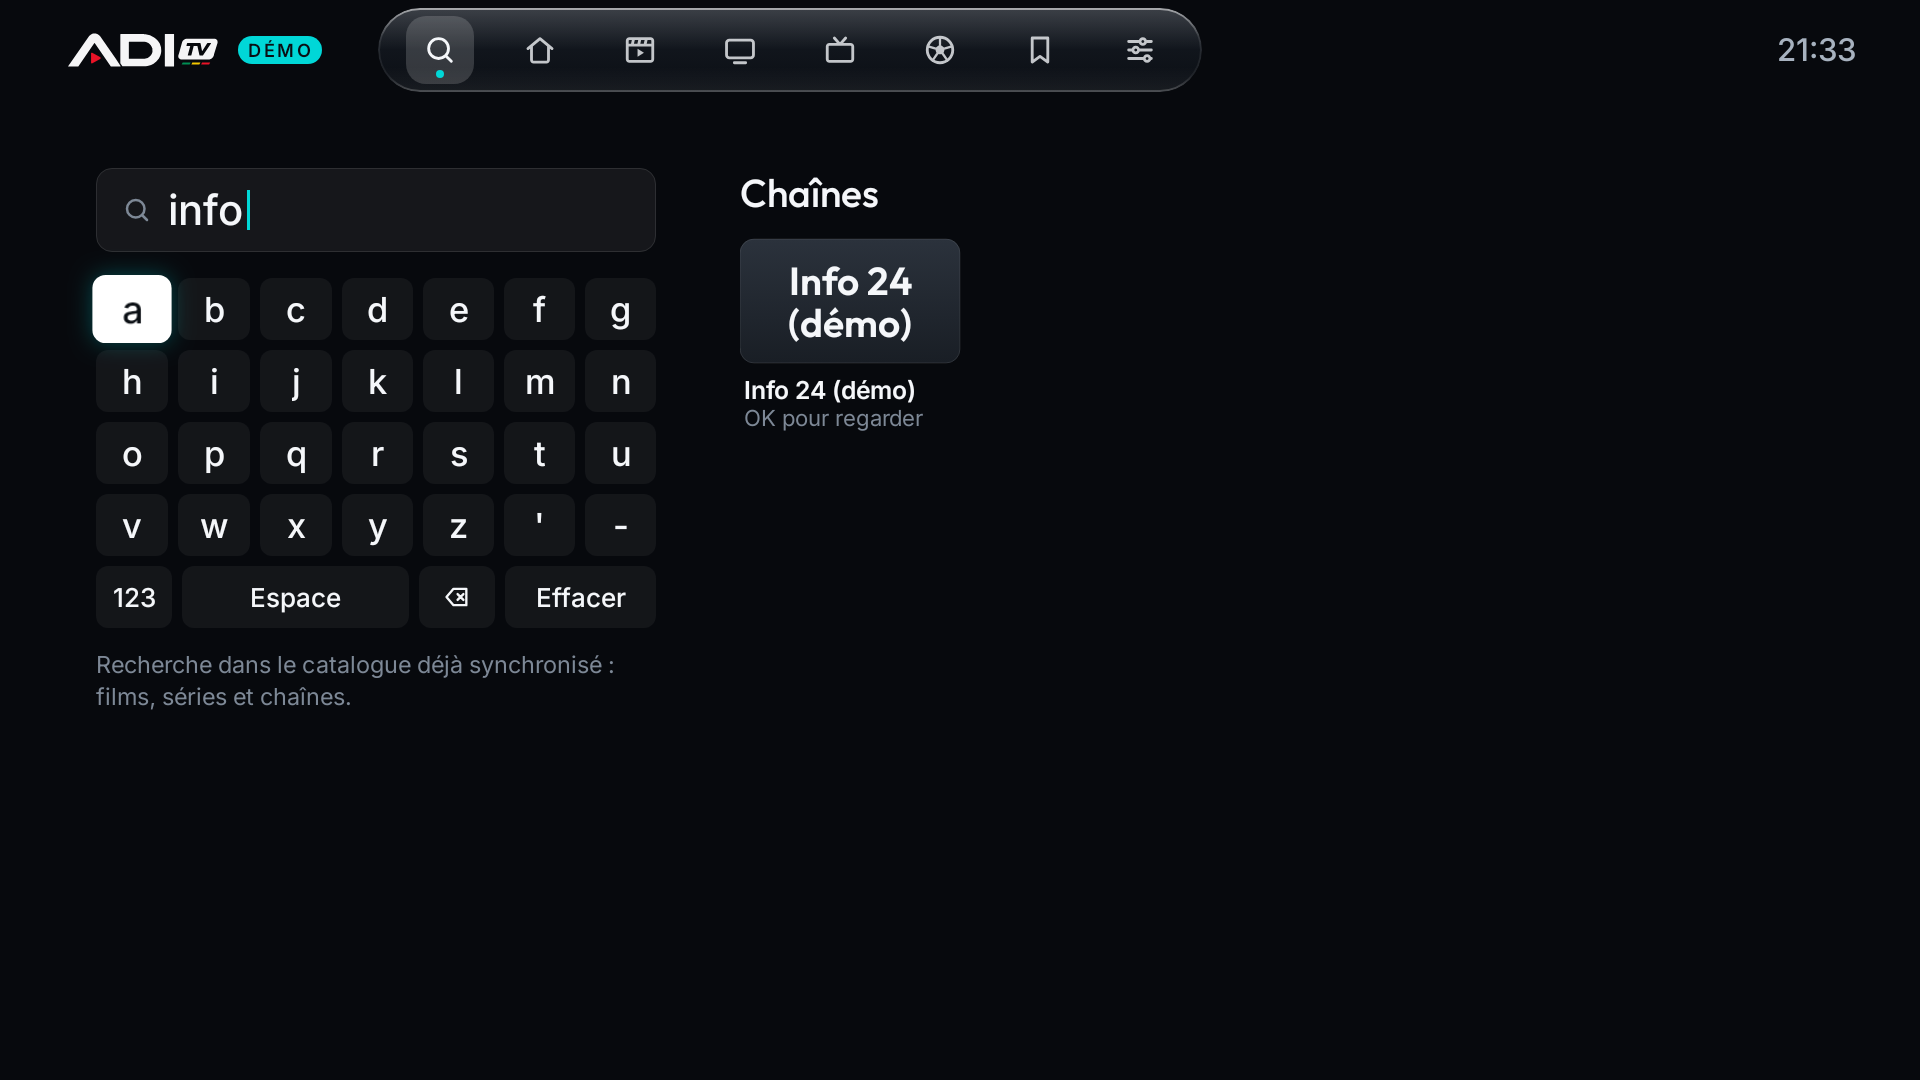 ADI TV DÉMO
21:33
info
a b c d e f g
h i j k l m n
o p q r s t u
v w x y z ' -
123 Espace Effacer
Recherche dans le catalogue déjà synchronisé :
films, séries et chaînes.
Chaînes
Info 24
(démo)
Info 24 (démo)
OK pour regarder